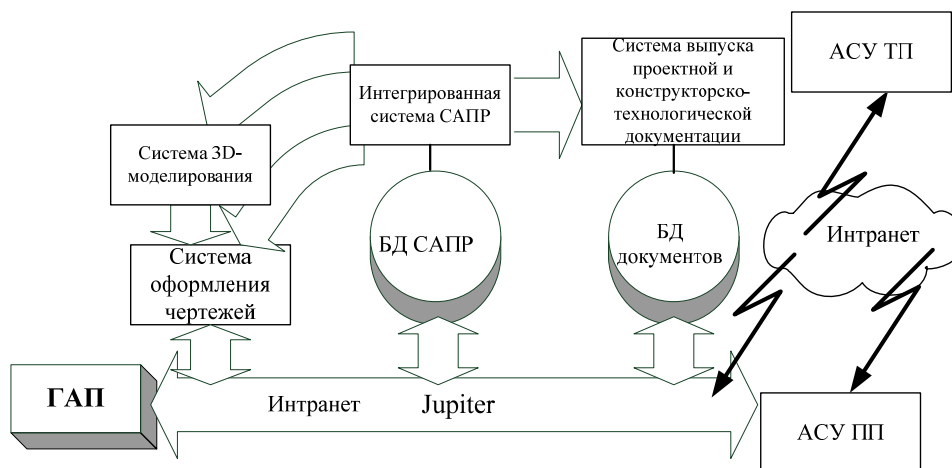 Система выпуска
проектной и
конструкторско-
технологической
документации
АСУ ТП
Интегрированная
система САПР
Система 3D-
моделирования
БД САПР
БД
документов
Интранет
Система
оформления
чертежей
ГАП
Интранет Jupiter
АСУ ПП